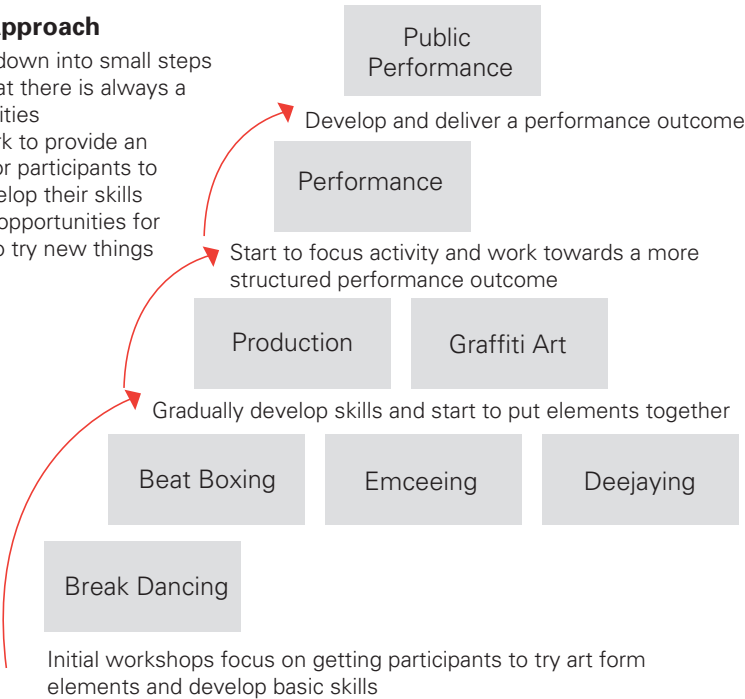 pproach
down into small steps
at there is always a
ities
rk to provide an
or participants to
elop their skills
opportunities for
o try new things
Public
Performance
Develop and deliver a performance outcome
Performance
Start to focus activity and work towards a more
structured performance outcome
Production
Graffiti Art
Gradually develop skills and start to put elements together
Beat Boxing
Emceeing
Deejaying
Break Dancing
Initial workshops focus on getting participants to try art form
elements and develop basic skills